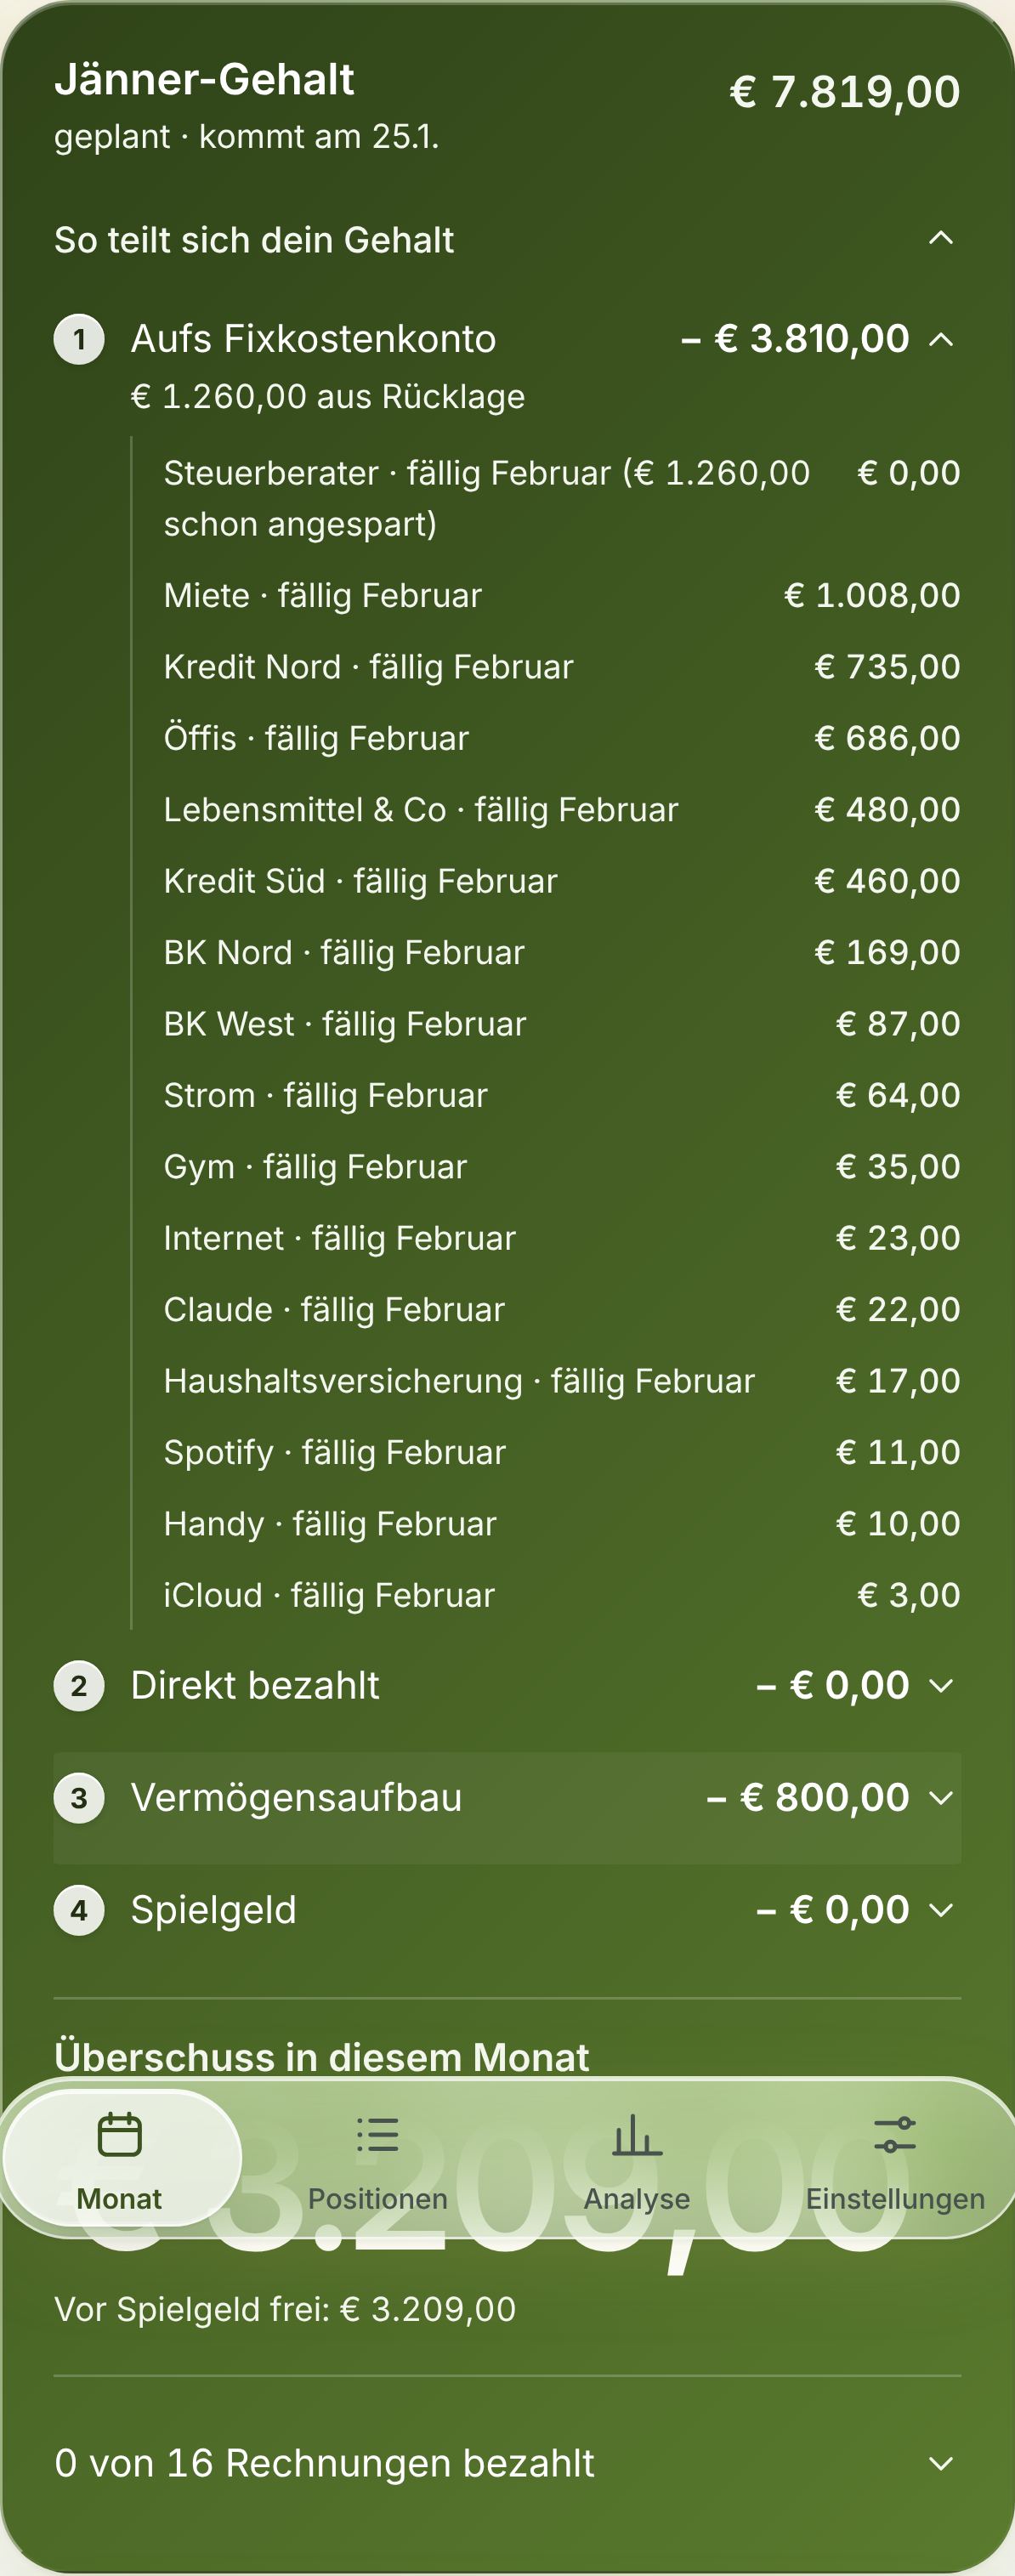 Jänner-Gehalt
€ 7.819,00
geplant · kommt am 25.1.
So teilt sich dein Gehalt
1 Aufs Fixkostenkonto – € 3.810,00
€ 1.260,00 aus Rücklage
Steuerberater · fällig Februar (€ 1.260,00 € 0,00
schon angespart)
Miete · fällig Februar € 1.008,00
Kredit Nord · fällig Februar € 735,00
Öffis · fällig Februar € 686,00
Lebensmittel & Co · fällig Februar € 480,00
Kredit Süd · fällig Februar € 460,00
BK Nord · fällig Februar € 169,00
BK West · fällig Februar € 87,00
Strom · fällig Februar € 64,00
Gym · fällig Februar € 35,00
Internet · fällig Februar € 23,00
Claude · fällig Februar € 22,00
Haushaltsversicherung · fällig Februar € 17,00
Spotify · fällig Februar € 11,00
Handy · fällig Februar € 10,00
iCloud · fällig Februar € 3,00
2 Direkt bezahlt – € 0,00
3 Vermögensaufbau – € 800,00
4 Spielgeld – € 0,00
Überschuss in diesem Monat
€ 3.209,00
Monat Positionen Analyse Einstellungen
Vor Spielgeld frei: € 3.209,00
0 von 16 Rechnungen bezahlt